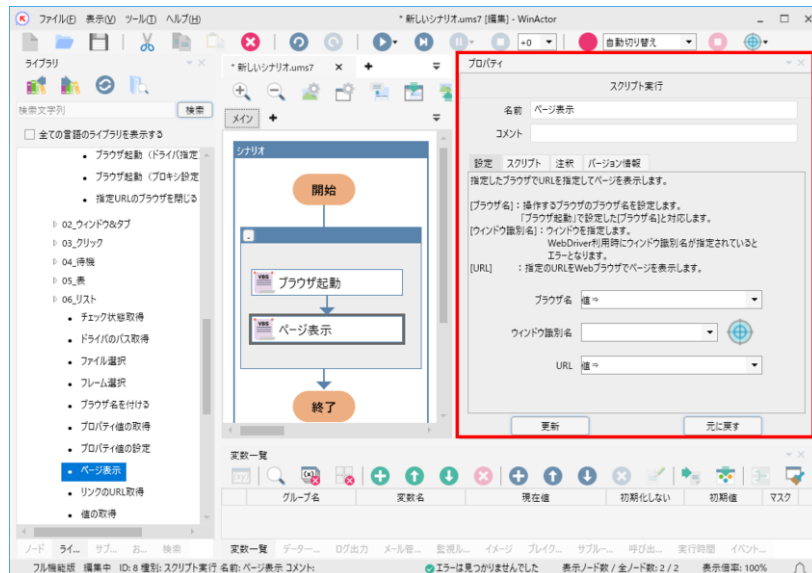 ファイル(F) 表示(V) ツール(T) ヘルプ(H)
* 新しいシナリオ.ums7 [編集] - WinActor
+0
自動切り替え
ライブラリ
検索文字列
検索
全ての言語のライブラリを表示する
ブラウザ起動（ドライバ指定
ブラウザ起動（プロキシ設定
指定URLのブラウザを閉じる
02_ウィンドウ&タブ
03_クリック
04_待機
05_表
06_リスト
チェック状態取得
ドライバのパス取得
ファイル選択
フレーム選択
ブラウザ名を付ける
プロパティ値の取得
プロパティ値の設定
ページ表示
リンクのURL取得
値の取得
ノード ライ... サブ... お... 検索
* 新しいシナリオ.ums7
メイン
シナリオ
開始
ブラウザ起動
ページ表示
終了
プロパティ
スクリプト実行
名前 ページ表示
コメント
設定 スクリプト 注釈 バージョン情報
指定したブラウザでURLを指定してページを表示します。
[ブラウザ名]：操作するブラウザのブラウザ名を設定します。
「ブラウザ起動」で設定した[ブラウザ名]と対応します。
[ウィンドウ識別名]：ウィンドウを指定します。
WebDriver利用時にウィンドウ識別名が指定されていると
エラーとなります。
[URL] ：指定のURLをWebブラウザでページを表示します。
ブラウザ名 値⇒
ウィンドウ識別名
URL 値⇒
更新 元に戻す
変数一覧
グループ名 変数名 現在値 初期化しない 初期値 マスク
変数一覧 データー... ログ出力 メール管... 監視ル... イメージ ブレイク... サブルー... 呼び出... 実行時間 イベント...
フル機能版 編集中 ID: 8 種別: スクリプト実行 名前: ページ表示 コメント:
エラーは見つかりませんでした 表示ノード数 / 全ノード数: 2 / 2 表示倍率: 100%